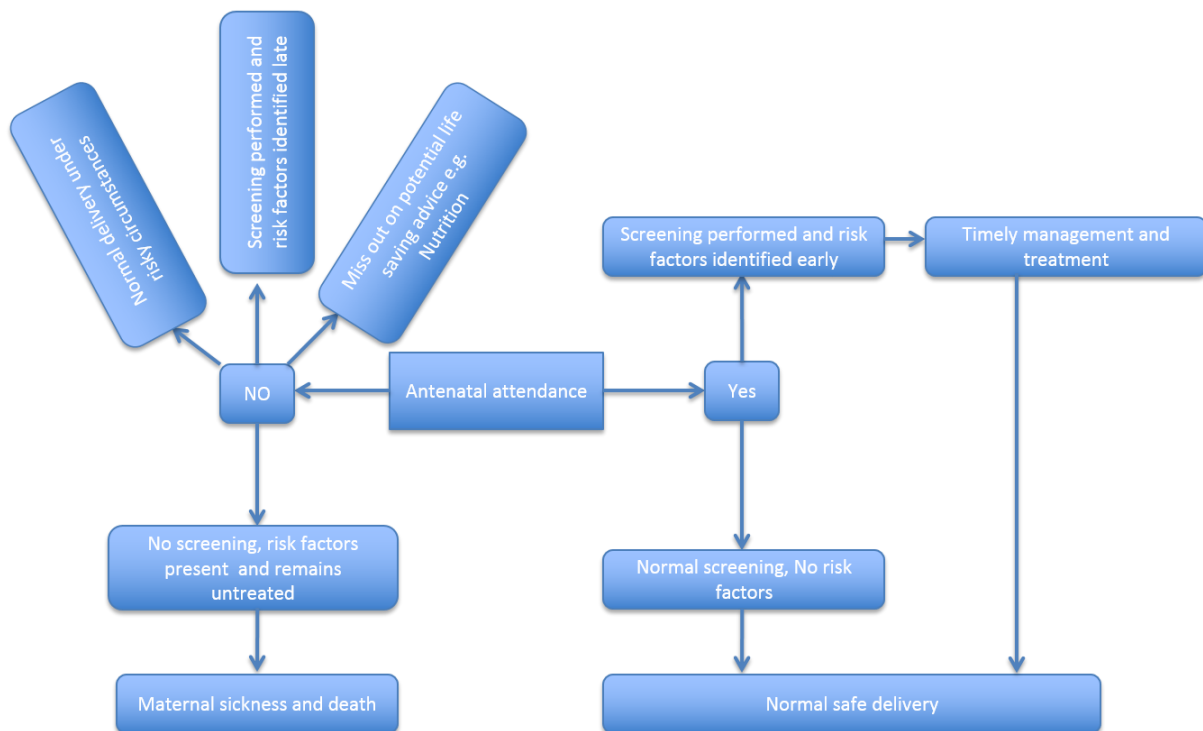 Normal delivery under
risky circumstances
Screening performed and
risk factors identified late
Miss out on potential life
saving advice e.g.
Nutrition
Screening performed and risk
factors identified early
Timely management and
treatment
NO
Antenatal attendance
Yes
No screening, risk factors
present and remains
untreated
Normal screening, No risk
factors
Maternal sickness and death
Normal safe delivery